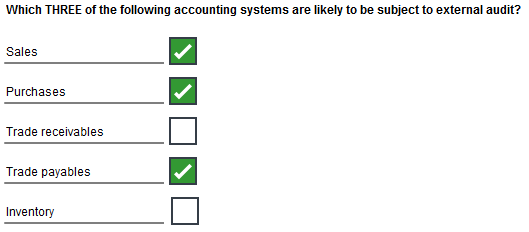 Which THREE of the following accounting systems are likely to be subject to external audit?
Sales
Purchases
Trade receivables
Trade payables
Inventory